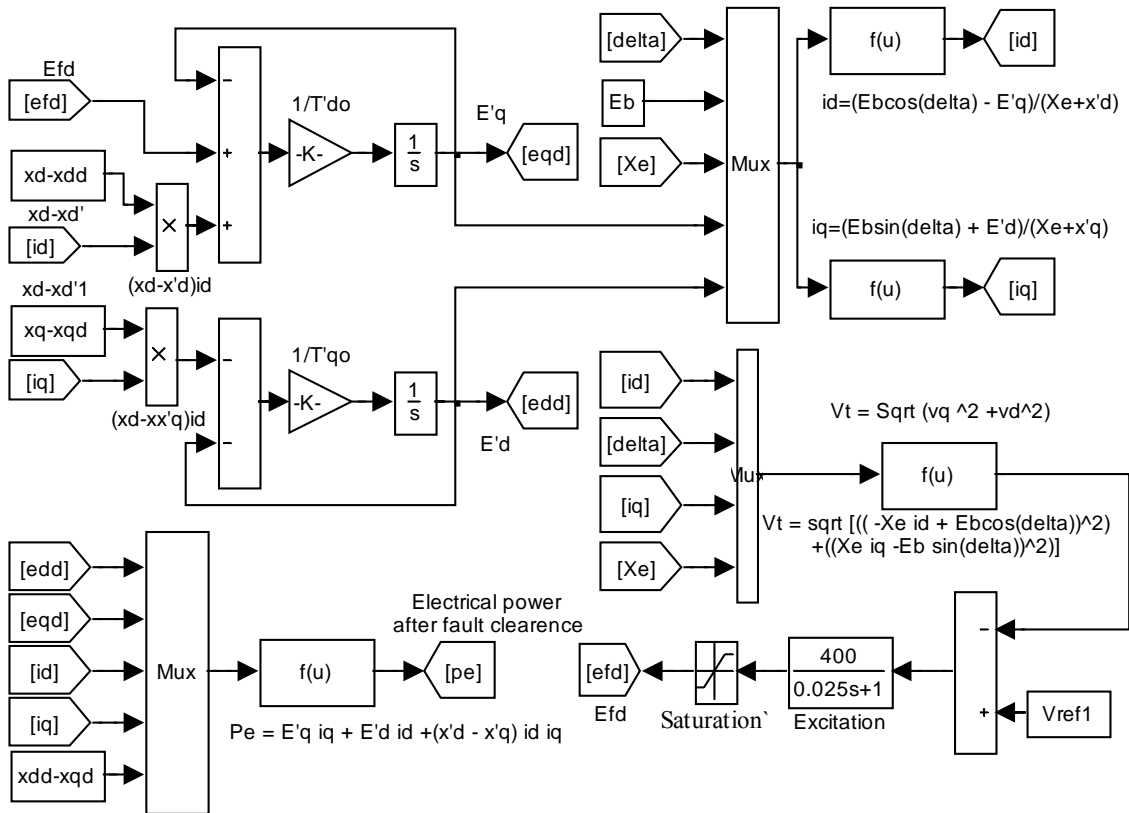 Efd
[efd]
xd-xdd
xd-xd'
[id]
×
(xd-x'd)id
−
+
+
1/T'do
-K-
1
s
E'q
[eqd]
xd-xd'1
xq-xqd
[iq]
×
(xd-xx'q)id
−
−
1/T'qo
-K-
1
s
[edd]
E'd
[delta]
Eb
[Xe]
Mux
f(u)
[id]
id=(Ebcos(delta) - E'q)/(Xe+x'd)
iq=(Ebsin(delta) + E'd)/(Xe+x'q)
f(u)
[iq]
[id]
[delta]
[iq]
[Xe]
Mux
Vt = Sqrt (vq ^2 +vd^2)
f(u)
Vt = sqrt [(( -Xe id + Ebcos(delta))^2)
+((Xe iq -Eb sin(delta))^2)]
[edd]
[eqd]
[id]
[iq]
xdd-xqd
Mux
f(u)
Electrical power
after fault clearence
[pe]
Pe = E'q iq + E'd id +(x'd - x'q) id iq
[efd]
Efd
Saturation`
400
0.025s+1
Excitation
−
+
Vref1